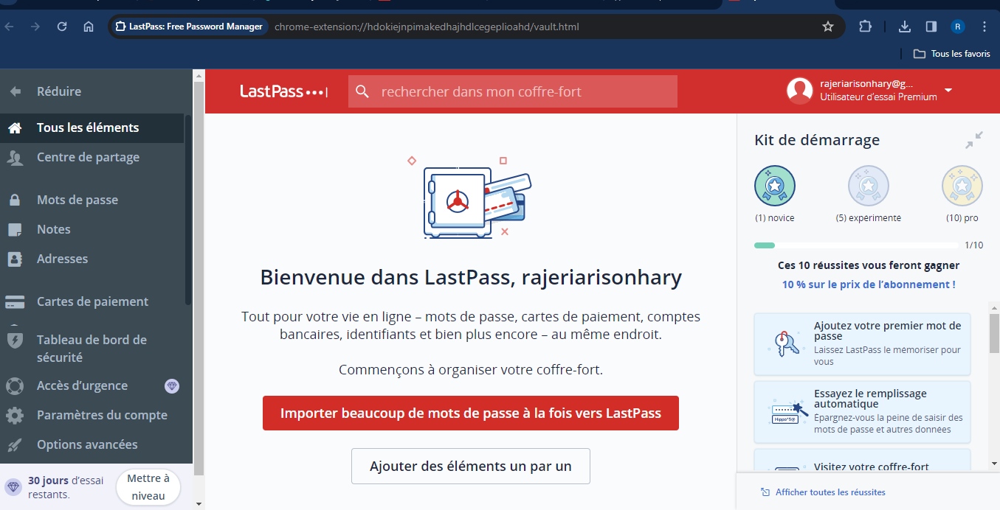 LastPass: Free Password Manager
chrome-extension://hdokiejnpimakedhajhdlcegeplioahd/vault.html
R
Tous les favoris
Réduire
Tous les éléments
Centre de partage
Mots de passe
Notes
Adresses
Cartes de paiement
Tableau de bord de
sécurité
Accès d'urgence
Paramètres du compte
Options avancées
30 jours d'essai
restants.
Mettre à
niveau
LastPass
rechercher dans mon coffre-fort
rajeriarisonhary@g...
Utilisateur d'essai Premium
Bienvenue dans LastPass, rajeriarisonhary
Tout pour votre vie en ligne – mots de passe, cartes de paiement, comptes
bancaires, identifiants et bien plus encore – au même endroit.
Commençons à organiser votre coffre-fort.
Importer beaucoup de mots de passe à la fois vers LastPass
Ajouter des éléments un par un
Kit de démarrage
(1) novice
(5) expérimenté
(10) pro
1/10
Ces 10 réussites vous feront gagner
10 % sur le prix de l'abonnement !
Ajoutez votre premier mot de
passe
Laissez LastPass le mémoriser pour
vous
Essayez le remplissage
automatique
Hippo*5@
Épargnez-vous la peine de saisir des
mots de passe et autres données
Visitez votre coffre-fort
Afficher toutes les réussites